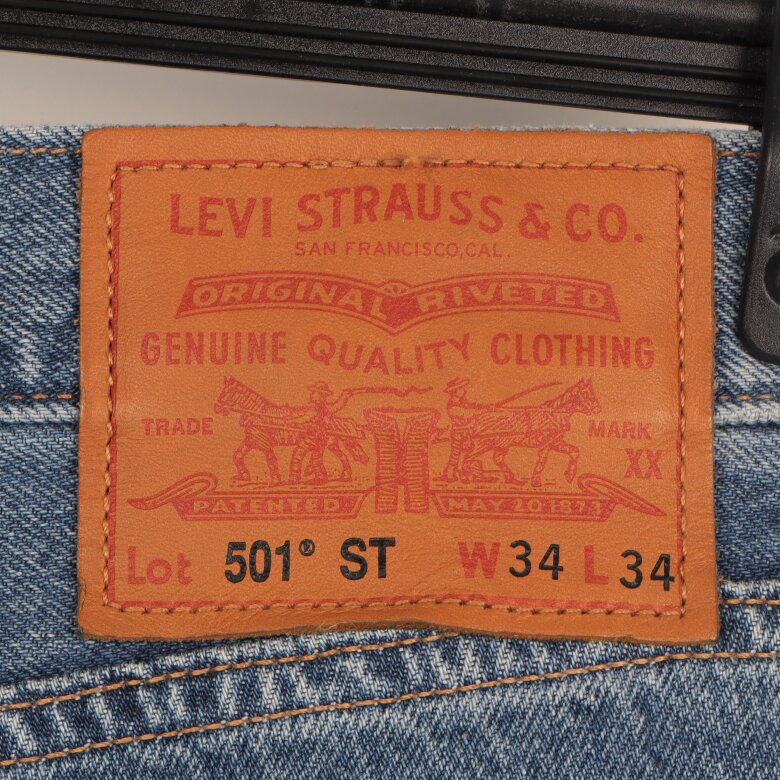 LEVI STRAUSS & CO.
SAN FRANCISCO, CAL.
ORIGINAL RIVETED
GENUINE QUALITY CLOTHING
TRADE MARK
XX
PATENTED MAY 20 1873
Lot 501® ST W 34 L 34